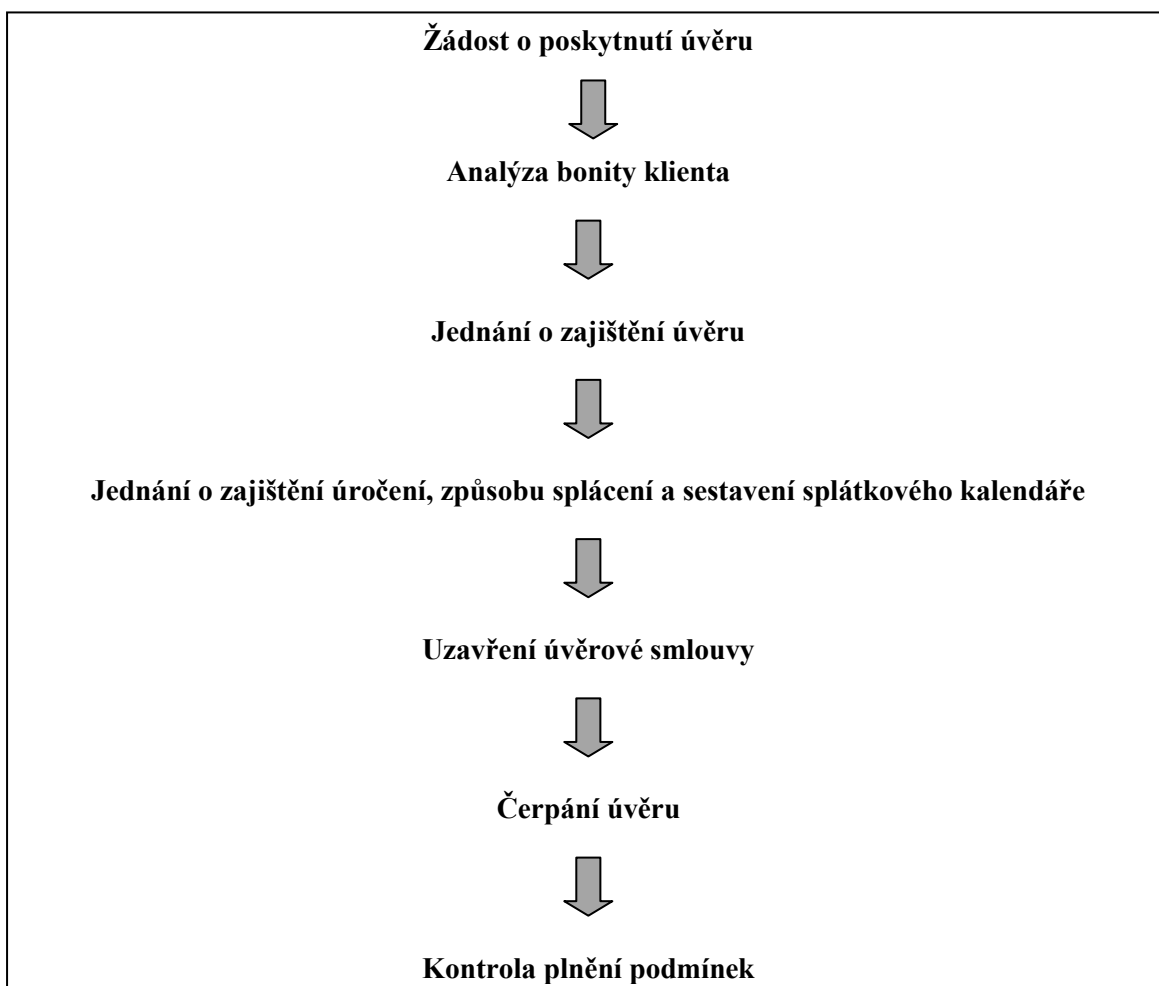 Žádost o poskytnutí úvěru
Analýza bonity klienta
Jednání o zajištění úvěru
Jednání o zajištění úročení, způsobu splácení a sestavení splátkového kalendáře
Uzavření úvěrové smlouvy
Čerpání úvěru
Kontrola plnění podmínek